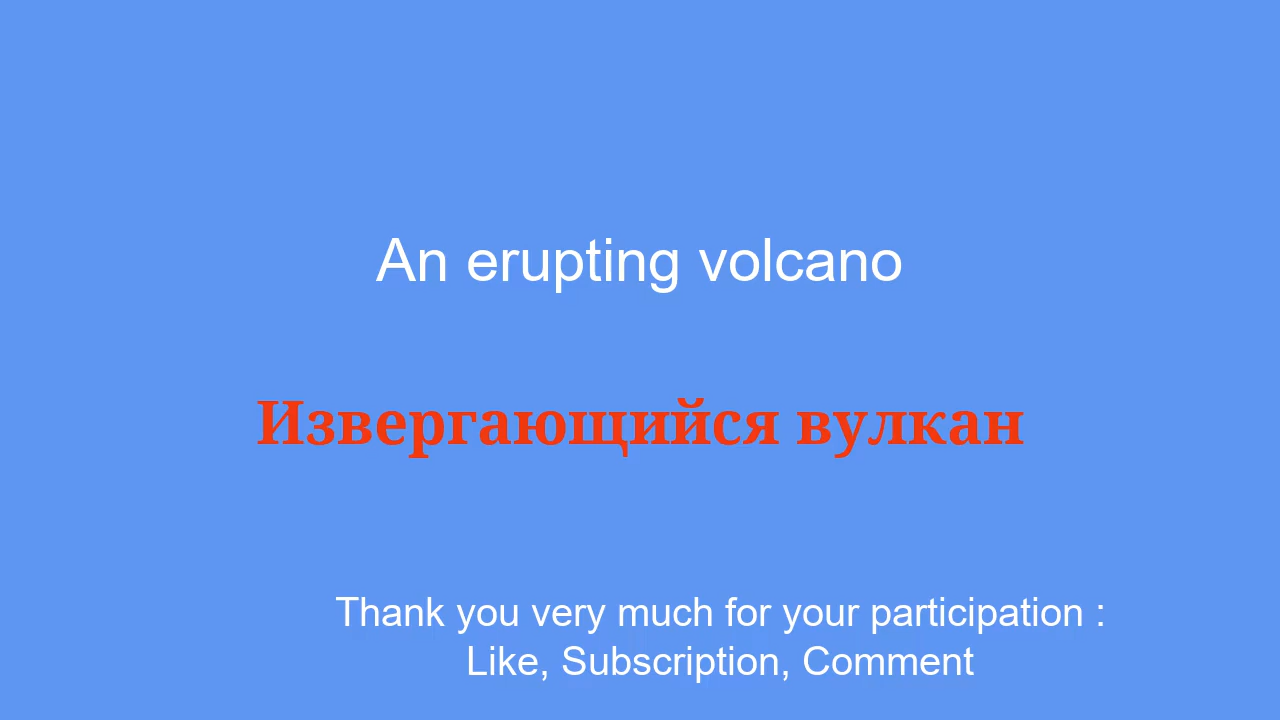 An erupting volcano
Извергающийся вулкан
Thank you very much for your participation :
Like, Subscription, Comment